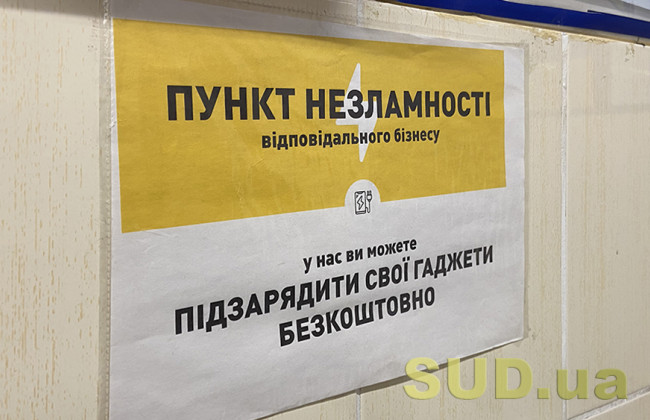 ПУНКТ НЕЗЛАМНОСТІ
відповідального бізнесу
у нас ви можете
ПІДЗАРЯДИТИ СВОЇ ГАДЖЕТИ
БЕЗКОШТОВНО
SUD.ua